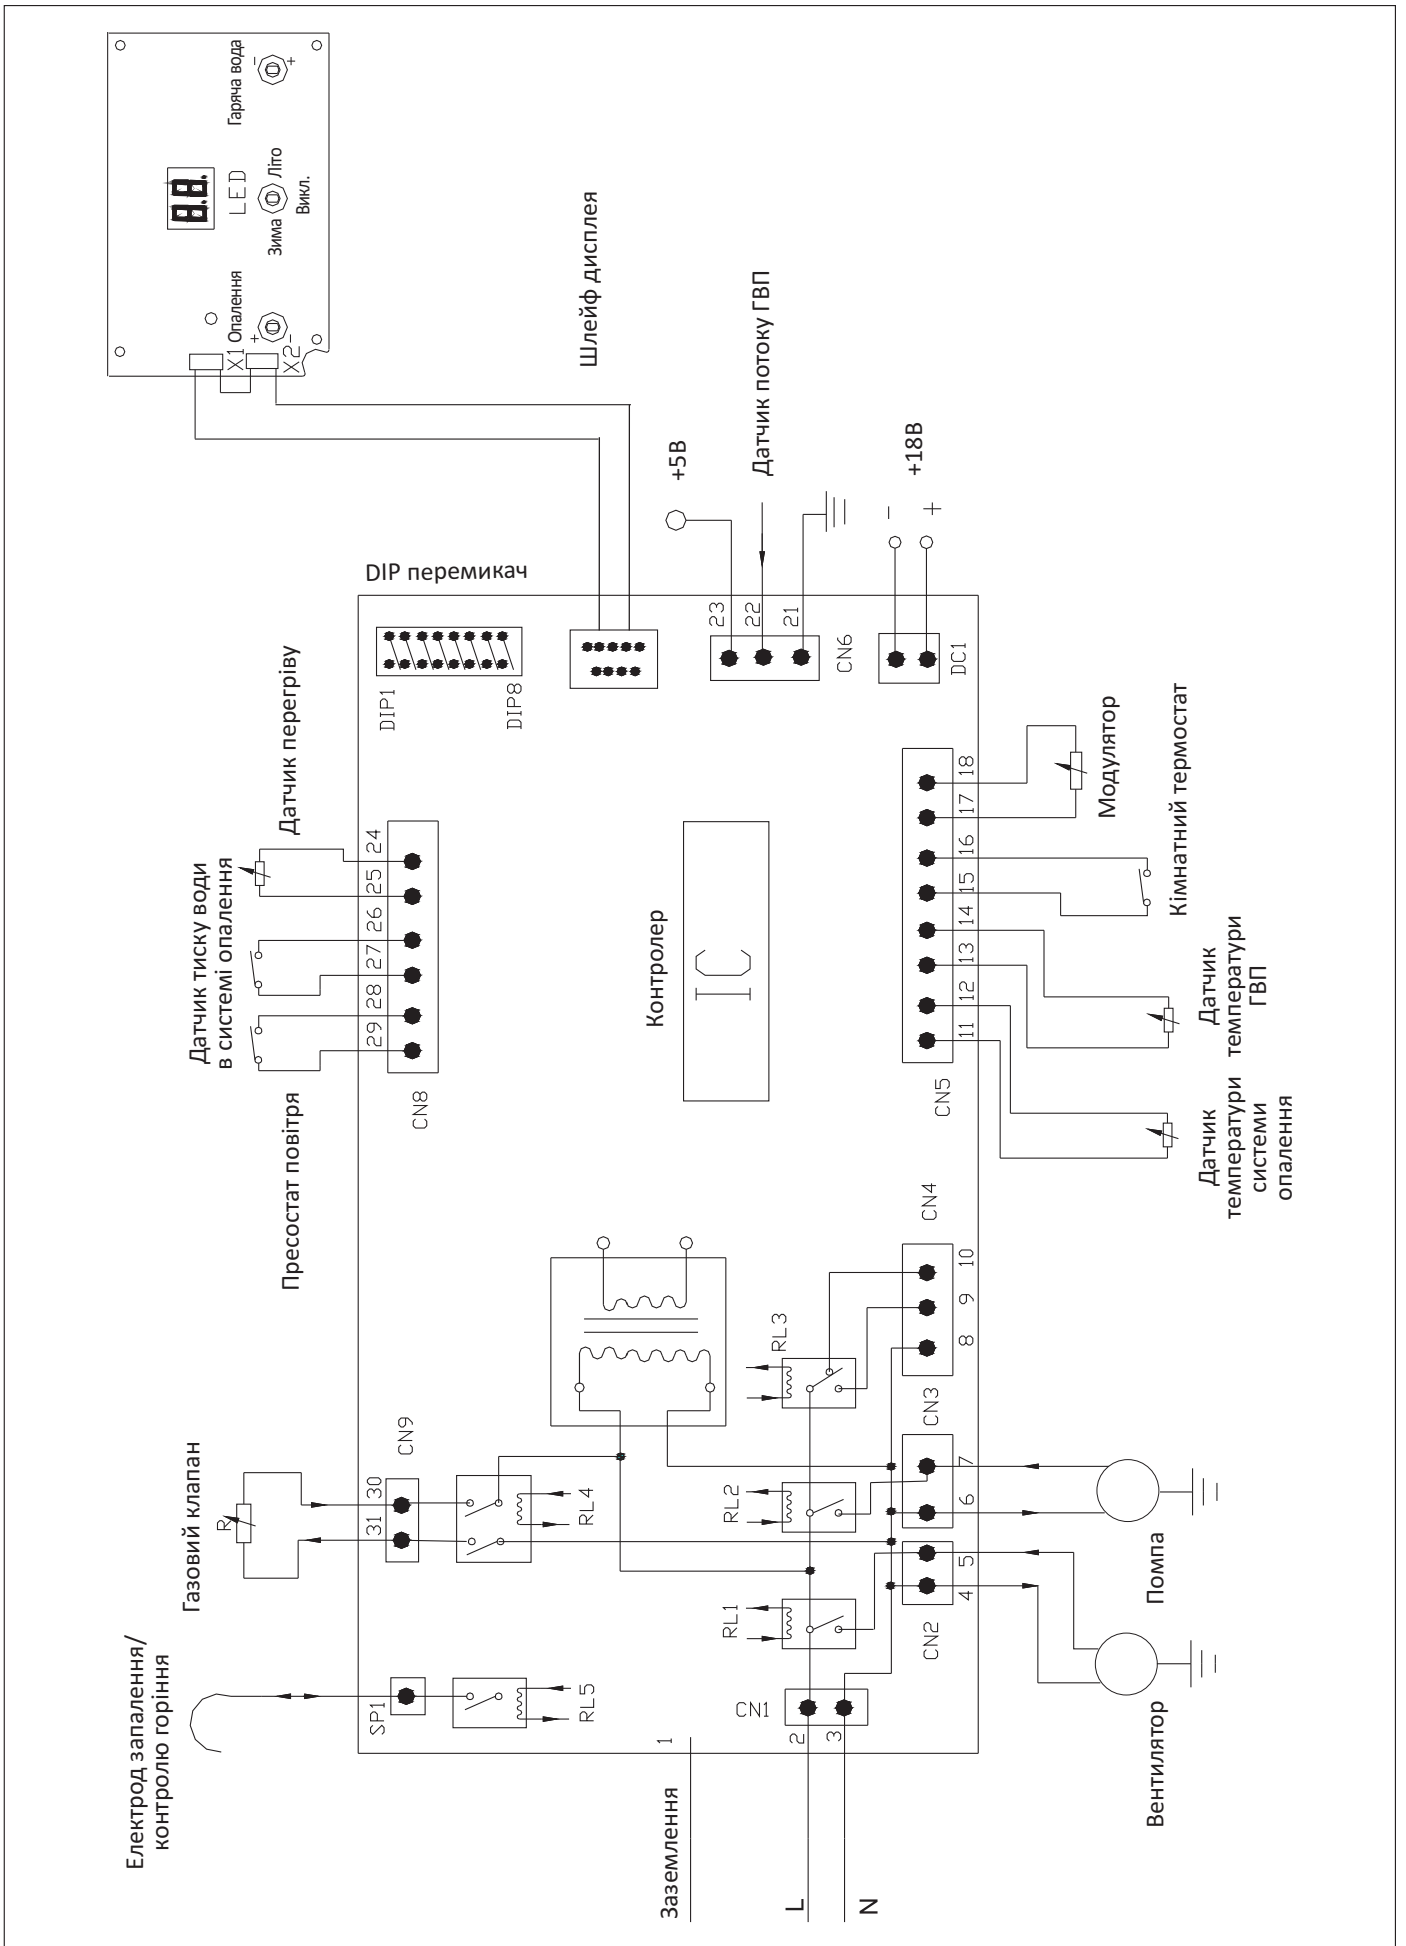 Гаряча вода
-
+
LED
Зима
Літо
Викл.
Опалення
+
-
X1
X2
Шлейф дисплея
+5В
Датчик потоку ГВП
+18В
-
+
DIP перемикач
DIP1
DIP8
23
22
21
CN6
DC1
Електрод запалення/
контролю горіння
Газовий клапан
R
Пресостат повітря
Датчик тиску води
в системі опалення
Датчик перегріву
SP1
31
30
CN9
29
28
27
26
25
24
CN8
RL5
RL4
Контролер
IC
Заземлення
1
L
N
2
3
CN1
RL1
RL2
RL3
CN2
CN3
CN4
CN5
4
5
6
7
8
9
10
11
12
13
14
15
16
17
18
Вентилятор
Помпа
Датчик
температури
системи
опалення
Датчик
температури
ГВП
Кімнатний термостат
Модулятор
8.8.